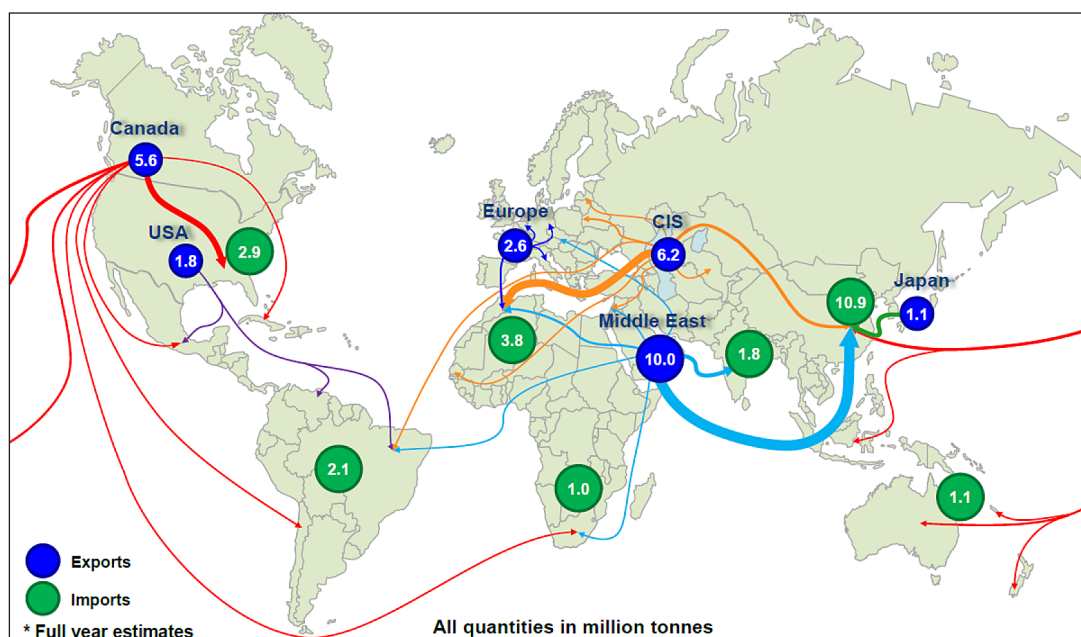 Canada
5.6
USA
1.8
2.9
Europe
2.6
CIS
6.2
Japan
1.1
10.9
Middle East
10.0
3.8
1.8
2.1
1.0
1.1
Exports
Imports
* Full year estimates
All quantities in million tonnes